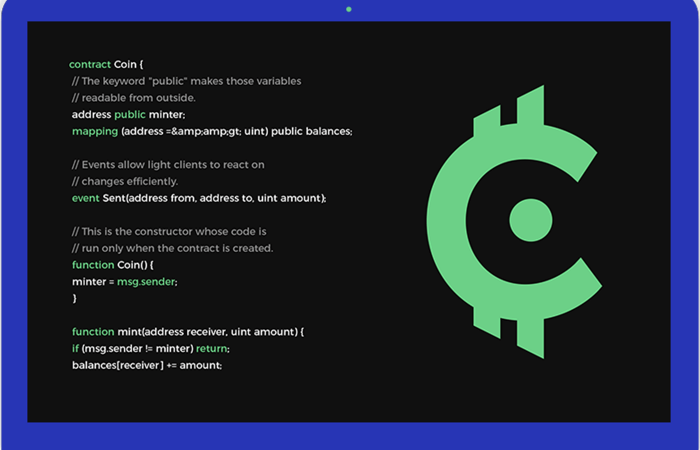 contract Coin {
// The keyword "public" makes those variables
// readable from outside.
address public minter;
mapping (address =&amp;amp;gt; uint) public balances;
// Events allow light clients to react on
// changes efficiently.
event Sent(address from, address to, uint amount);
// This is the constructor whose code is
// run only when the contract is created.
function Coin() {
minter = msg.sender;
}
function mint(address receiver, uint amount) {
if (msg.sender != minter) return;
balances[receiver] += amount;